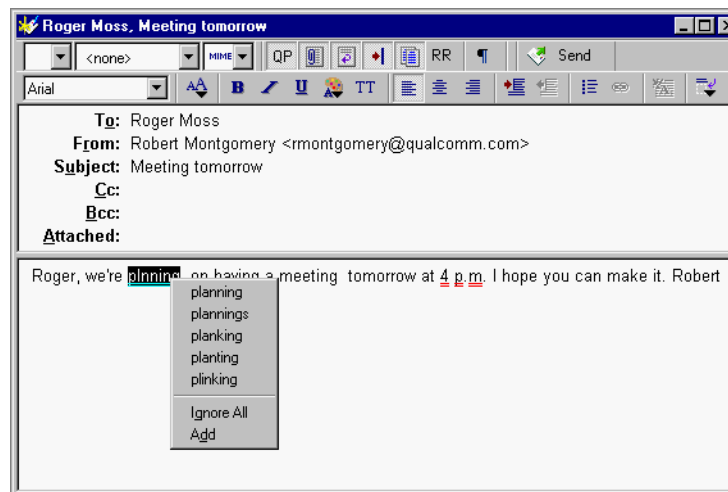 Roger Moss, Meeting tomorrow
<none> MIME QP RR ¶ Send
Arial A B I U TT
To: Roger Moss
From: Robert Montgomery <rmontgomery@qualcomm.com>
Subject: Meeting tomorrow
Cc:
Bcc:
Attached:
Roger, we're plnning on having a meeting tomorrow at 4 p.m. I hope you can make it. Robert
planning
plannings
planking
planting
plinking
Ignore All
Add